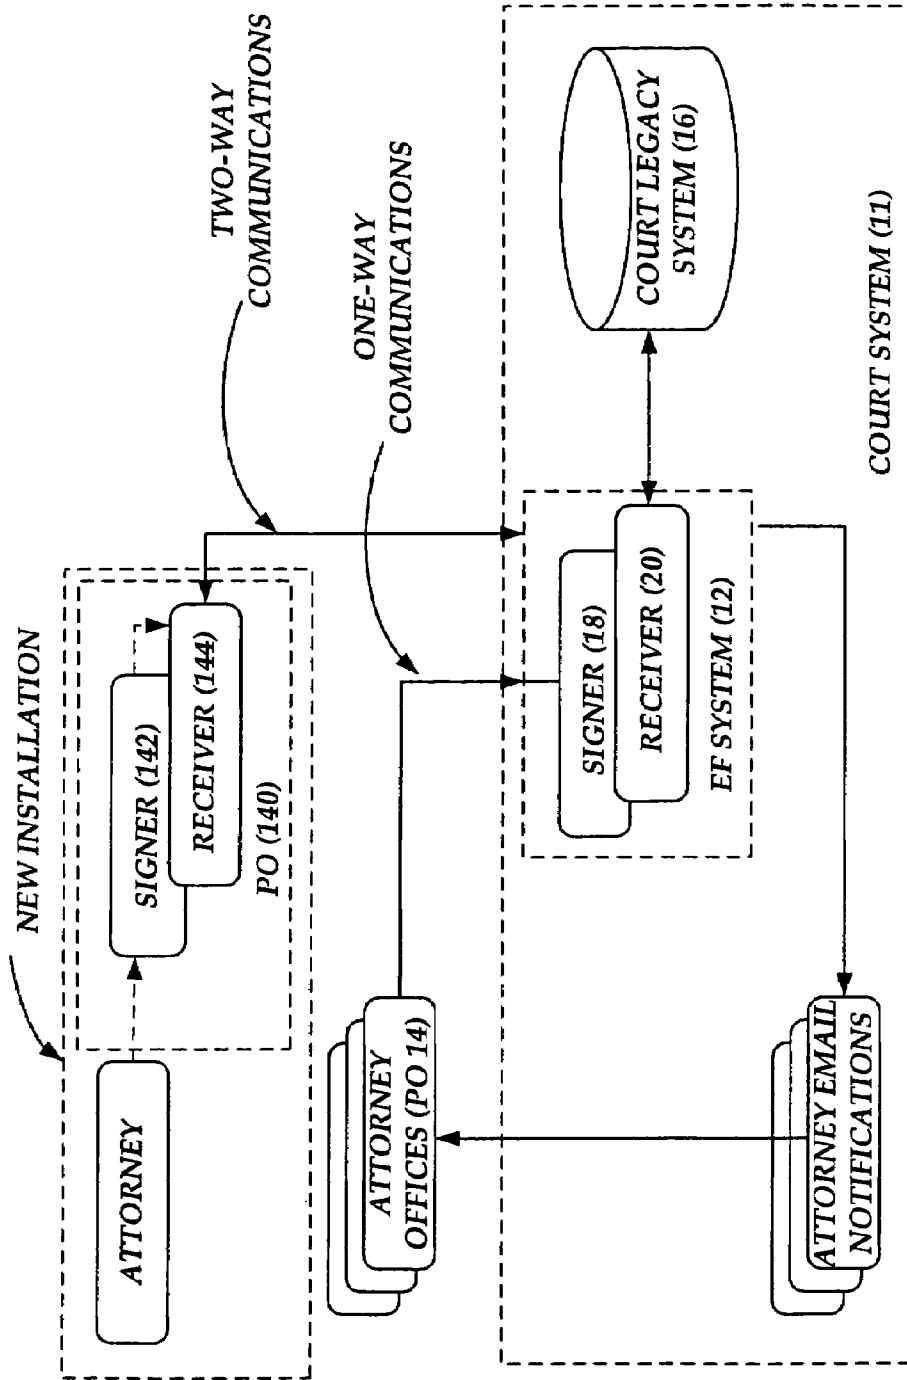 NEW INSTALLATION
ATTORNEY
SIGNER (142)
RECEIVER (144)
PO (140)
TWO-WAY
COMMUNICATIONS
ONE-WAY
COMMUNICATIONS
ATTORNEY
OFFICES (PO 14)
SIGNER (18)
RECEIVER (20)
EF SYSTEM (12)
COURT LEGACY
SYSTEM (16)
ATTORNEY EMAIL
NOTIFICATIONS
COURT SYSTEM (11)